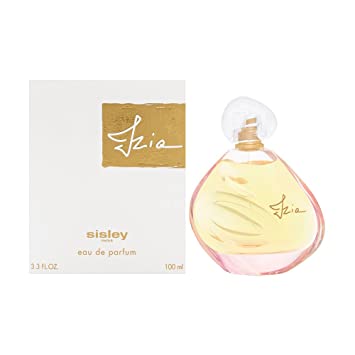 Izia
sisley
PARIS
eau de parfum
3.3 FL.OZ. 100 ml
Izia